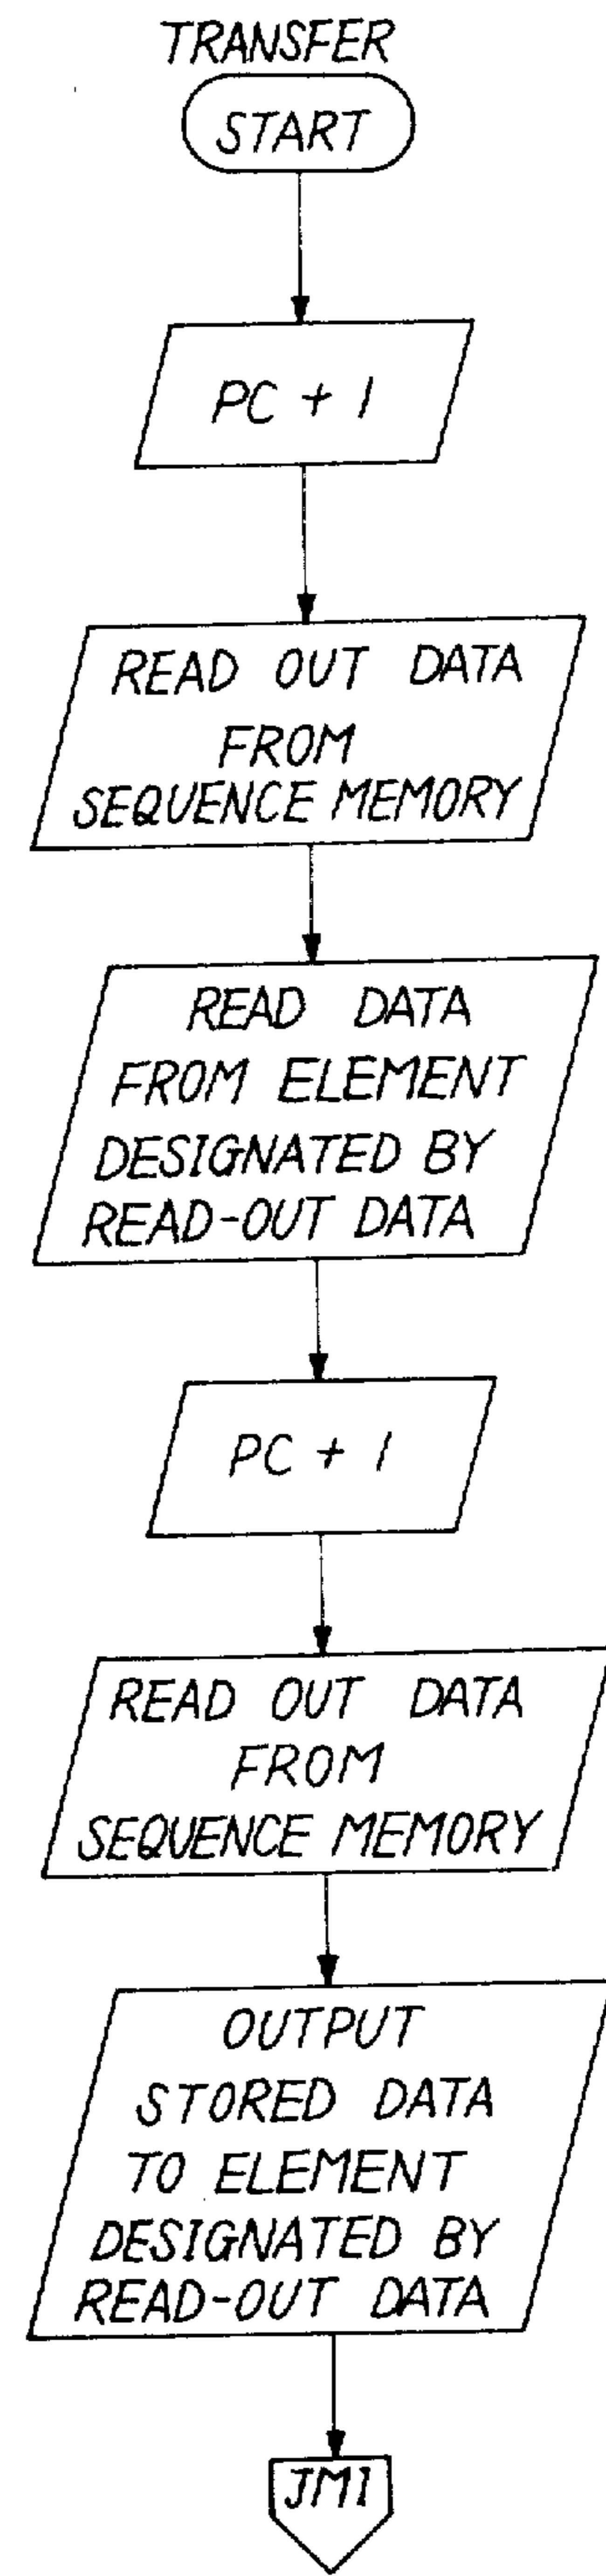 TRANSFER
START
PC + 1
READ OUT DATA
FROM
SEQUENCE MEMORY
READ DATA
FROM ELEMENT
DESIGNATED BY
READ-OUT DATA
PC + 1
READ OUT DATA
FROM
SEQUENCE MEMORY
OUTPUT
STORED DATA
TO ELEMENT
DESIGNATED BY
READ-OUT DATA
JM1